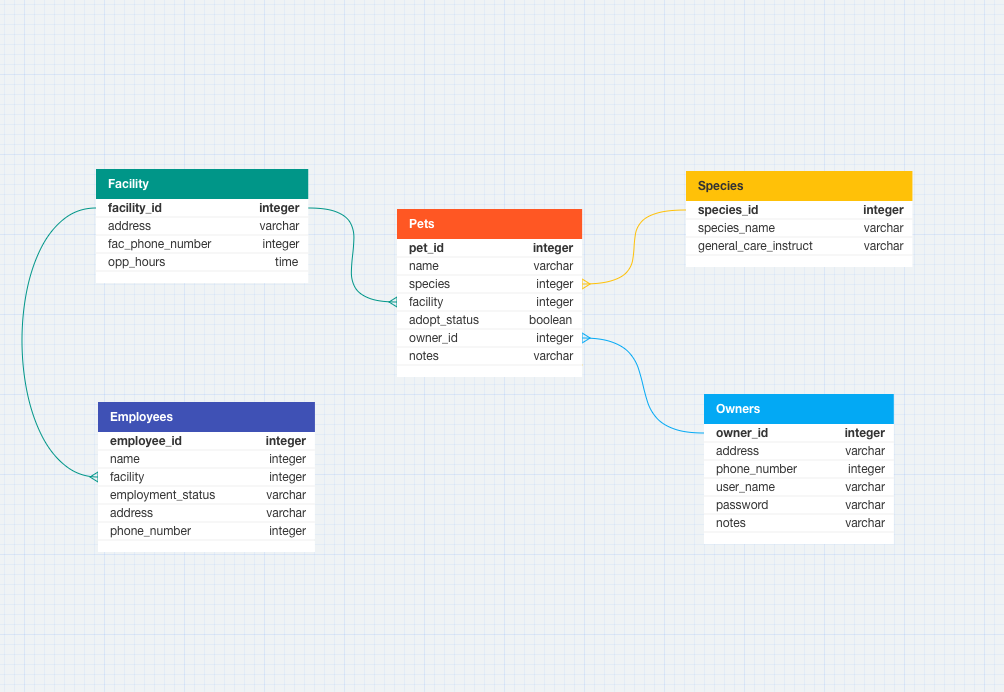 Facility
facility_id integer
address varchar
fac_phone_number integer
opp_hours time
Pets
pet_id integer
name varchar
species integer
facility integer
adopt_status boolean
owner_id integer
notes varchar
Species
species_id integer
species_name varchar
general_care_instruct varchar
Employees
employee_id integer
name integer
facility integer
employment_status varchar
address varchar
phone_number integer
Owners
owner_id integer
address varchar
phone_number integer
user_name varchar
password varchar
notes varchar